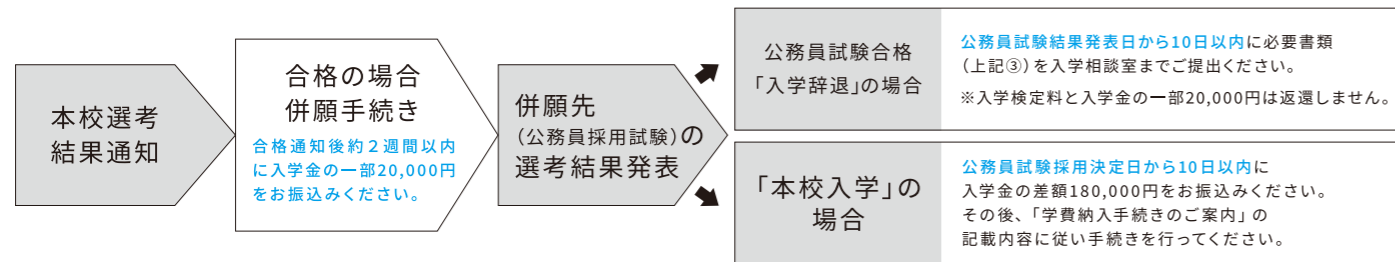 本校選考
結果通知
合格の場合
併願手続き
合格通知後約２週間以内
に入学金の一部20,000円
をお振込みください。
併願先
（公務員採用試験）の
選考結果発表
公務員試験合格
「入学辞退」の場合
公務員試験結果発表日から10日以内に必要書類
（上記③）を入学相談室までご提出ください。
※入学検定料と入学金の一部20,000円は返還しません。
「本校入学」の
場合
公務員試験採用決定日から10日以内に
入学金の差額180,000円をお振込みください。
その後、「学費納入手続きのご案内」の
記載内容に従い手続きを行ってください。